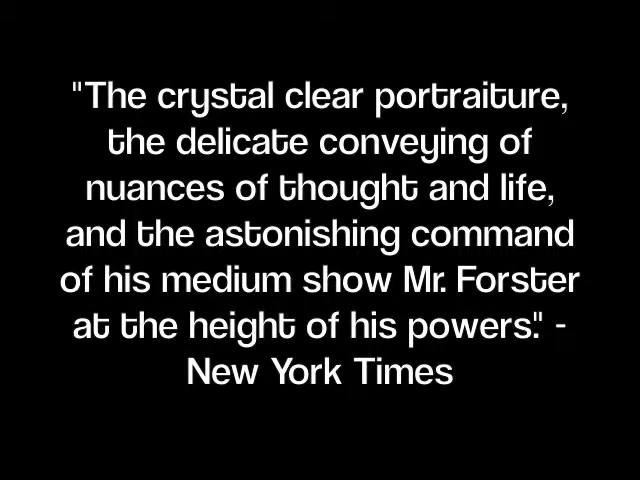 "The crystal clear portraiture,
the delicate conveying of
nuances of thought and life,
and the astonishing command
of his medium show Mr. Forster
at the height of his powers." -
New York Times